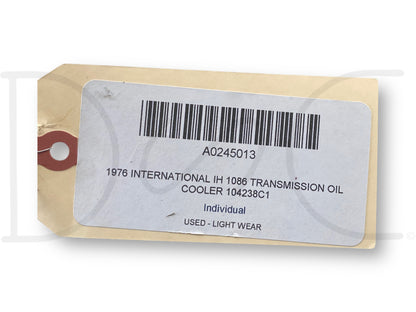 A0245013
1976 INTERNATIONAL IH 1086 TRANSMISSION OIL
COOLER 104238C1
Individual
USED - LIGHT WEAR